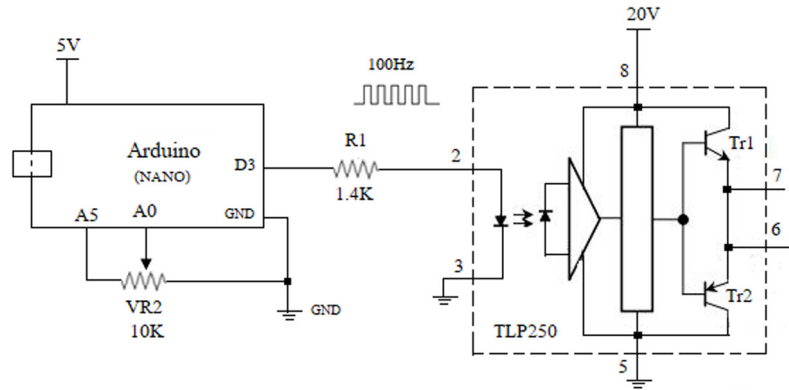 5V
20V
100Hz
8
Arduino
(NANO)
D3
R1
1.4K
2
Tr1
7
A5
A0
GND
6
3
VR2
10K
GND
Tr2
TLP250
5